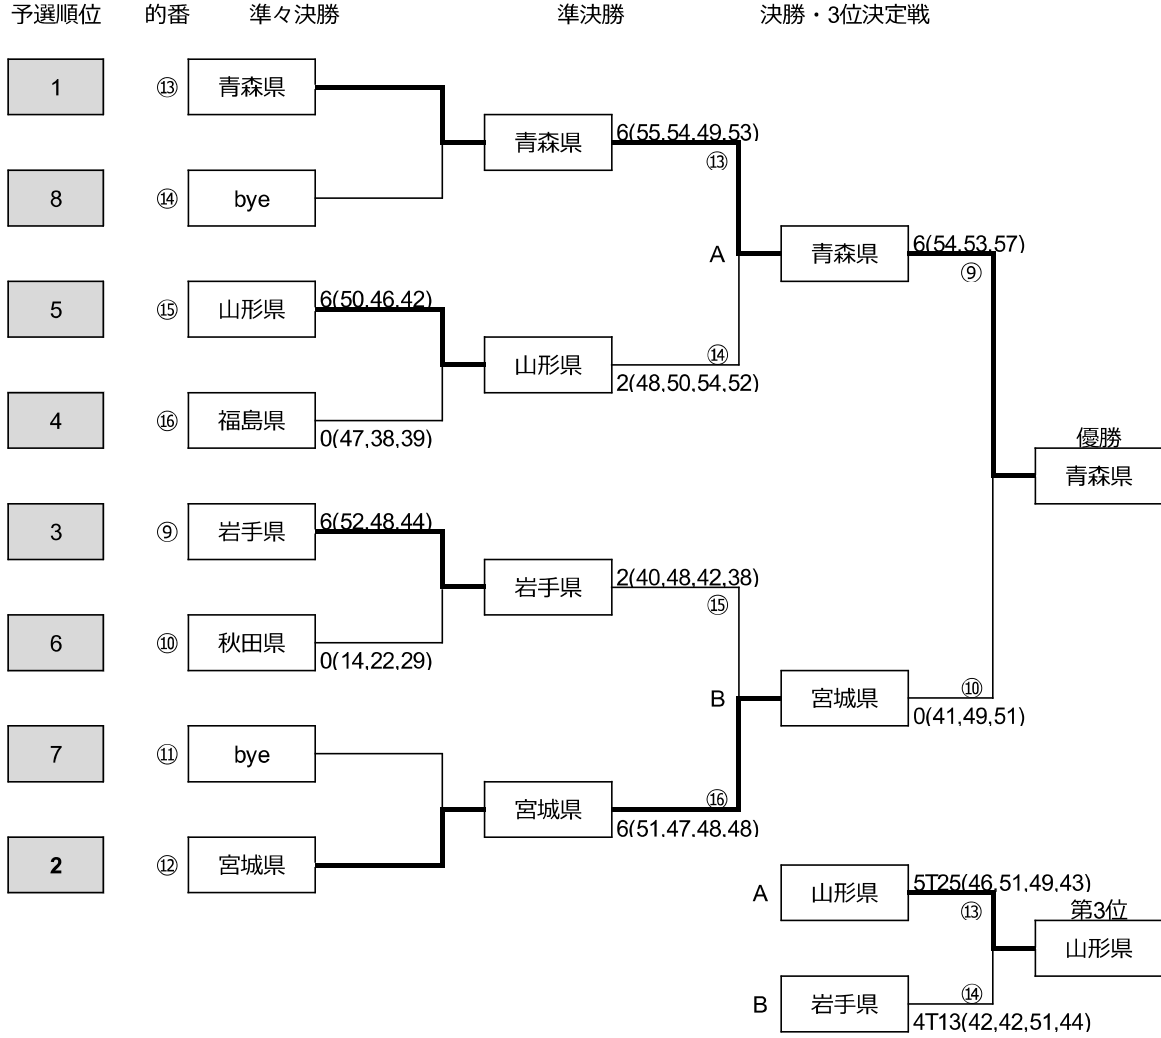 予選順位 的番 準々決勝 準決勝 決勝・3位決定戦
1 ⑬ 青森県
青森県 6(55,54,49,53)
⑬
8 ⑭ bye
A 青森県 6(54,53,57)
⑨
5 ⑮ 山形県 6(50,46,42)
⑭
山形県 2(48,50,54,52)
4 ⑯ 福島県 0(47,38,39)
優勝
青森県
3 ⑨ 岩手県 6(52,48,44)
岩手県 2(40,48,42,38)
⑮
6 ⑩ 秋田県 0(14,22,29)
⑩
B 宮城県 0(41,49,51)
7 ⑪ bye
⑯
宮城県 6(51,47,48,48)
2 ⑫ 宮城県
A 山形県 5T25(46,51,49,43)
⑬ 第3位
山形県
⑭
B 岩手県 4T13(42,42,51,44)